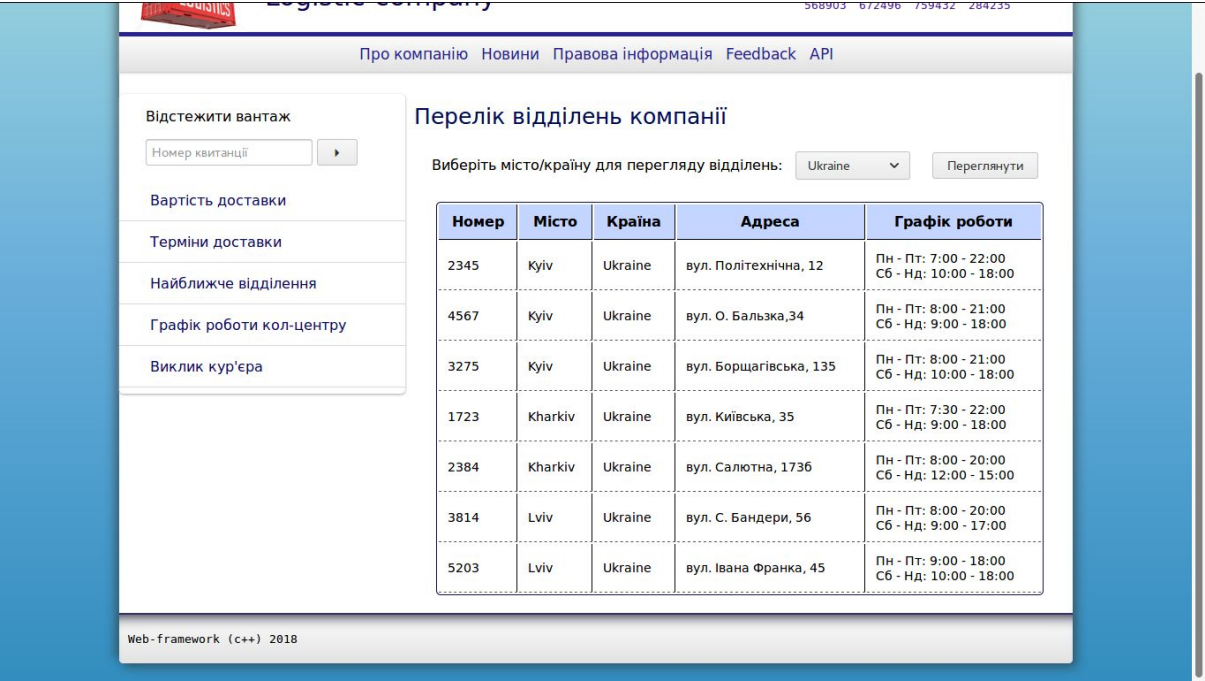 LOGISTICS
Logistic company
568903 672496 759432 284235
Про компанію Новини Правова інформація Feedback API
Відстежити вантаж
Номер квитанції
Вартість доставки
Терміни доставки
Найближче відділення
Графік роботи кол-центру
Виклик кур'єра
Перелік відділень компанії
Виберіть місто/країну для перегляду відділень: Ukraine Переглянути
Номер Місто Країна Адреса Графік роботи
2345 Kyiv Ukraine вул. Політехнічна, 12 Пн - Пт: 7:00 - 22:00
Сб - Нд: 10:00 - 18:00
4567 Kyiv Ukraine вул. О. Бальзка,34 Пн - Пт: 8:00 - 21:00
Сб - Нд: 9:00 - 18:00
3275 Kyiv Ukraine вул. Борщагівська, 135 Пн - Пт: 8:00 - 21:00
Сб - Нд: 10:00 - 18:00
1723 Kharkiv Ukraine вул. Київська, 35 Пн - Пт: 7:30 - 22:00
Сб - Нд: 9:00 - 18:00
2384 Kharkiv Ukraine вул. Салютна, 173б Пн - Пт: 8:00 - 20:00
Сб - Нд: 12:00 - 15:00
3814 Lviv Ukraine вул. С. Бандери, 56 Пн - Пт: 8:00 - 20:00
Сб - Нд: 9:00 - 17:00
5203 Lviv Ukraine вул. Івана Франка, 45 Пн - Пт: 9:00 - 18:00
Сб - Нд: 10:00 - 18:00
Web-framework (c++) 2018